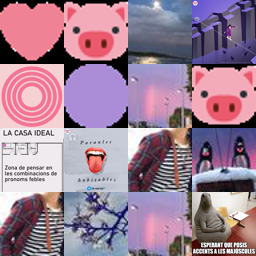 LA CASA IDEAL
Zona de pensar en
les combinacions de
pronoms febles
Paraules
habitables
ESPERANT QUE POSIS
ACCENTS A LES MAJÚSCULES